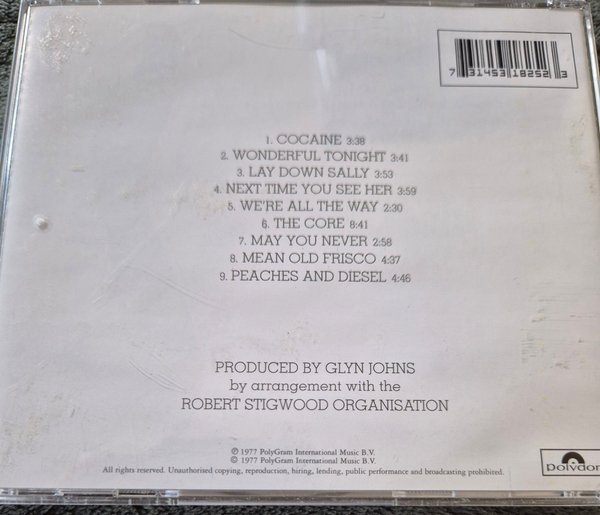 7 31453 18252 3
1. COCAINE 3:38
2. WONDERFUL TONIGHT 3:41
3. LAY DOWN SALLY 3:53
4. NEXT TIME YOU SEE HER 3:59
5. WE'RE ALL THE WAY 2:30
6. THE CORE 8:41
7. MAY YOU NEVER 2:58
8. MEAN OLD FRISCO 4:37
9. PEACHES AND DIESEL 4:46
PRODUCED BY GLYN JOHNS
by arrangement with the
ROBERT STIGWOOD ORGANISATION
℗ 1977 PolyGram International Music B.V.
© 1977 PolyGram International Music B.V.
All rights reserved. Unauthorised copying, reproduction, hiring, lending, public performance and broadcasting prohibited.
polydor